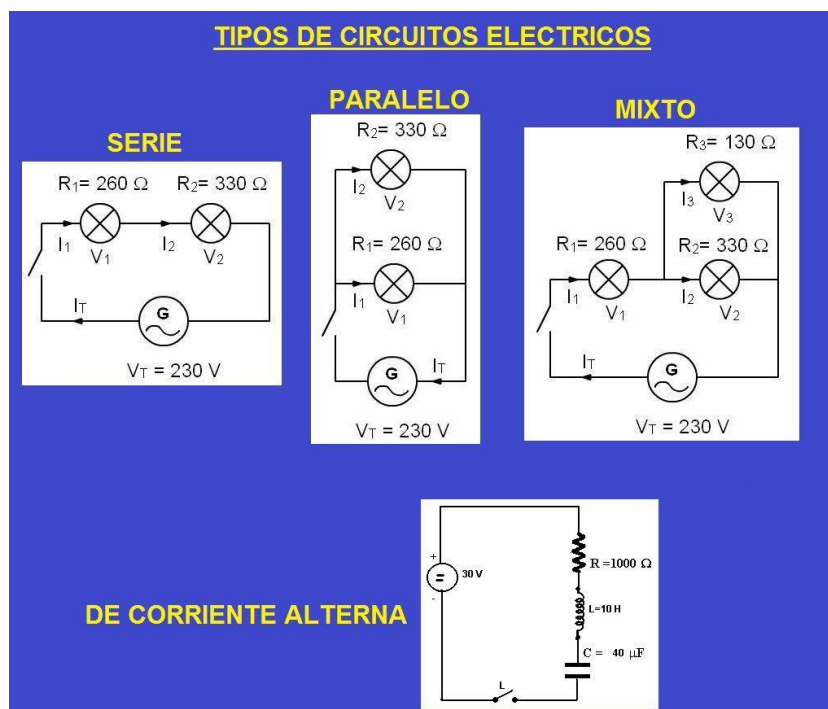 TIPOS DE CIRCUITOS ELECTRICOS
SERIE
R1= 260 Ω R2= 330 Ω
I1 V1 I2 V2
IT G
VT = 230 V
PARALELO
R2= 330 Ω
I2 V2
R1= 260 Ω
I1 V1
G IT
VT = 230 V
MIXTO
R3= 130 Ω
I3 V3
R1= 260 Ω R2= 330 Ω
I1 V1 I2 V2
IT G
VT = 230 V
DE CORRIENTE ALTERNA
+
= 30 V
-
R =1000 Ω
L=10 H
C = 40 µF
L